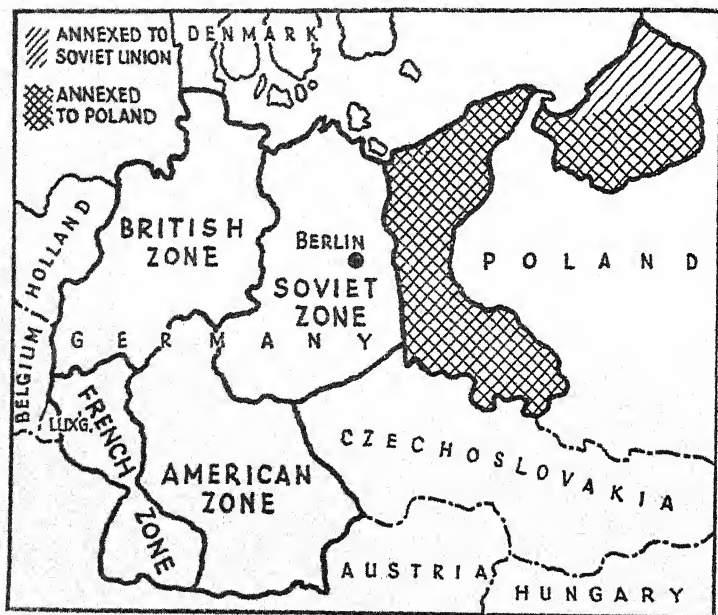 ANNEXED TO
SOVIET UNION
ANNEXED
TO POLAND
DENMARK
HOLLAND
BELGIUM
LUXG.
BRITISH
ZONE
BERLIN
SOVIET
ZONE
POLAND
GERMANY
FRENCH
ZONE
AMERICAN
ZONE
CZECHOSLOVAKIA
AUSTRIA
HUNGARY